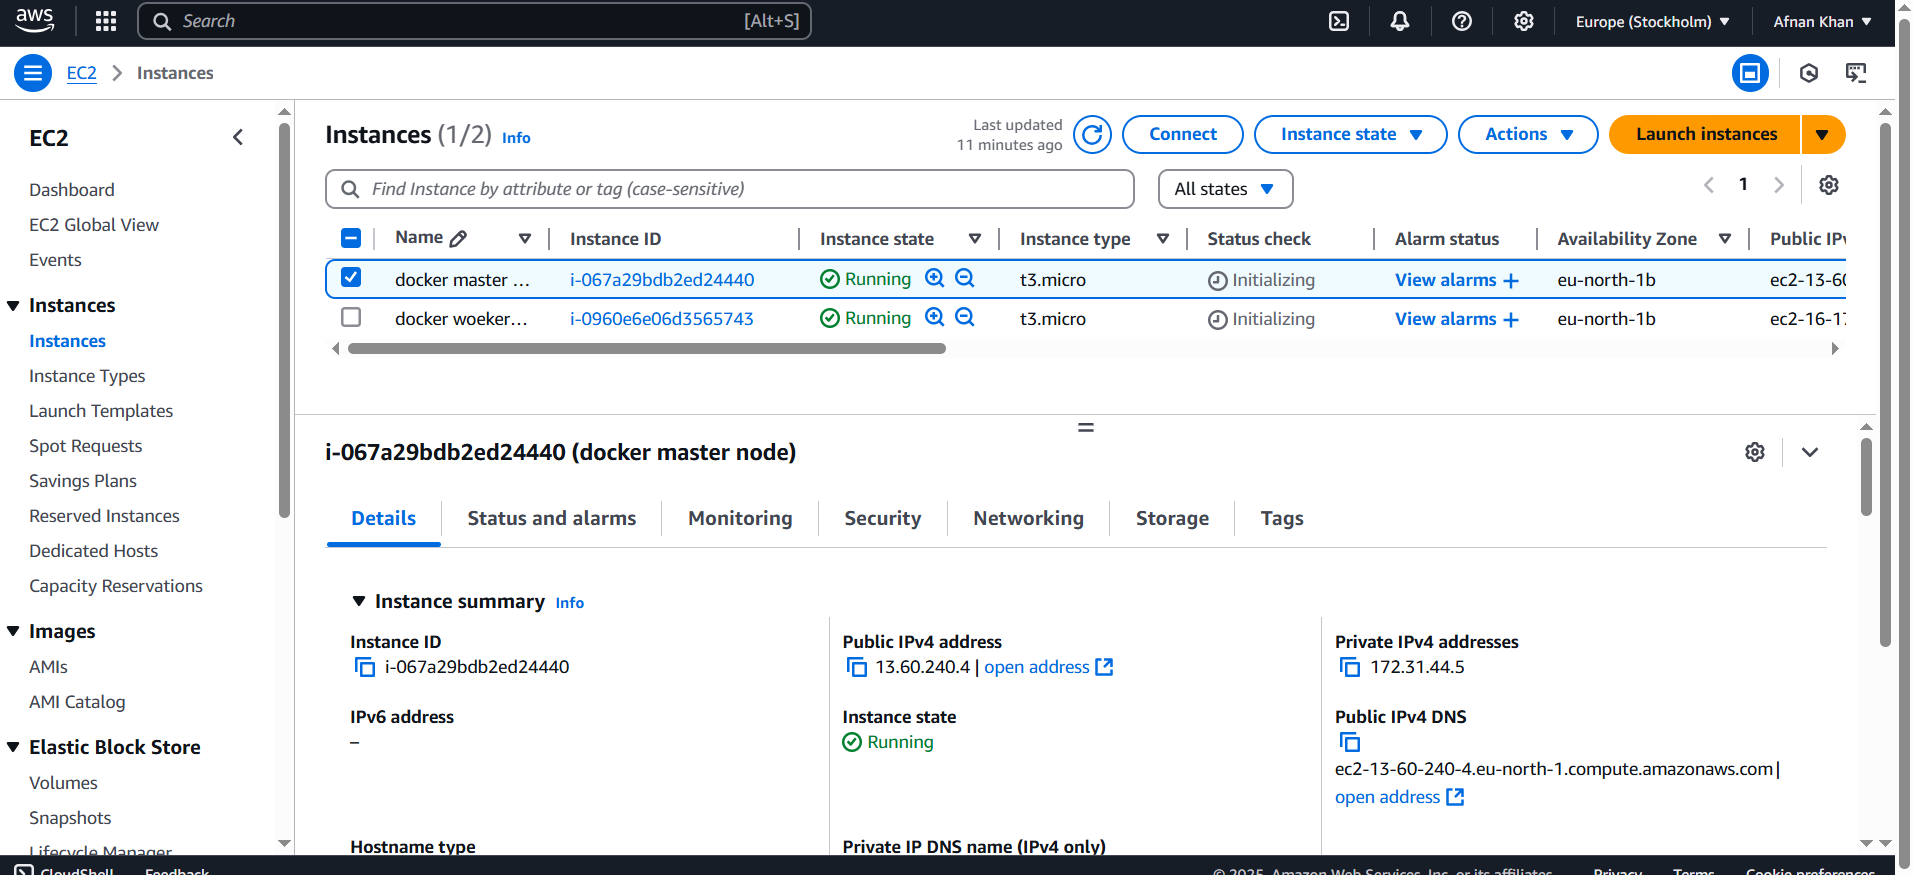 aws
Search [Alt+S]
Europe (Stockholm)
Afnan Khan
EC2
Instances
EC2
Dashboard
EC2 Global View
Events
Instances
Instances
Instance Types
Launch Templates
Spot Requests
Savings Plans
Reserved Instances
Dedicated Hosts
Capacity Reservations
Images
AMIs
AMI Catalog
Elastic Block Store
Volumes
Snapshots
Lifecycle Manager
Instances (1/2) Info
Last updated
11 minutes ago
Connect
Instance state
Actions
Launch instances
Find Instance by attribute or tag (case-sensitive)
All states
1
Name Instance ID Instance state Instance type Status check Alarm status Availability Zone Public IPv
docker master ... i-067a29bdb2ed24440 Running t3.micro Initializing View alarms + eu-north-1b ec2-13-60
docker woeker... i-0960e6e06d3565743 Running t3.micro Initializing View alarms + eu-north-1b ec2-16-17
i-067a29bdb2ed24440 (docker master node)
Details
Status and alarms
Monitoring
Security
Networking
Storage
Tags
Instance summary Info
Instance ID
i-067a29bdb2ed24440
Public IPv4 address
13.60.240.4 | open address
Private IPv4 addresses
172.31.44.5
IPv6 address
–
Instance state
Running
Public IPv4 DNS
ec2-13-60-240-4.eu-north-1.compute.amazonaws.com |
open address
Hostname type
Private IP DNS name (IPv4 only)
CloudShell
Feedback
© 2025, Amazon Web Services, Inc. or its affiliates.
Privacy
Terms
Cookie preferences